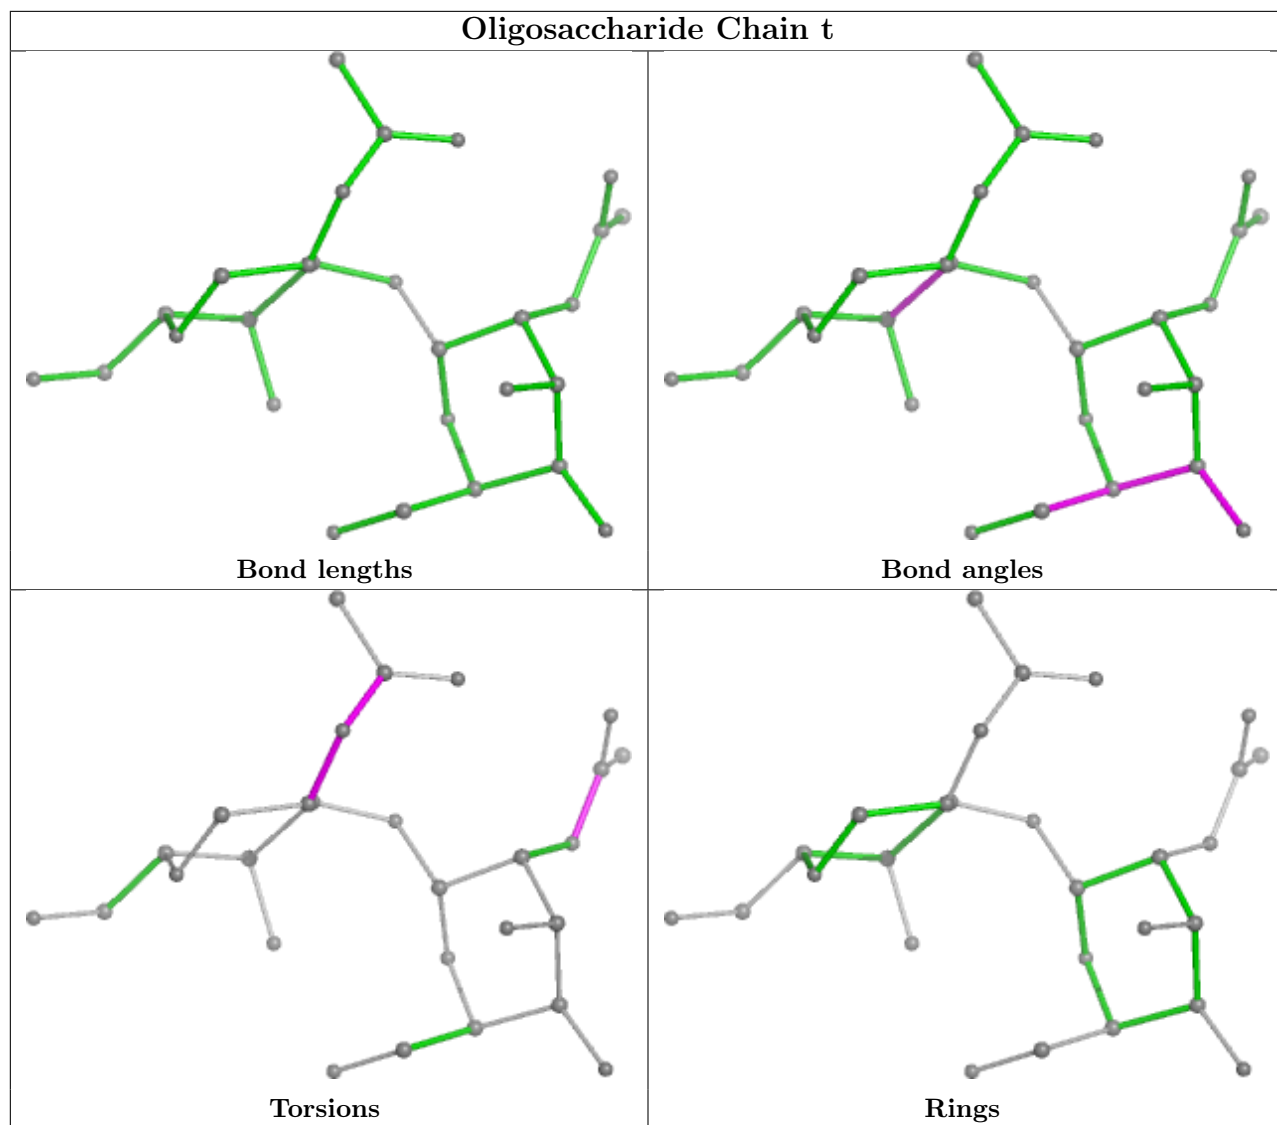 Oligosaccharide Chain t
Bond lengths
Bond angles
Torsions
Rings